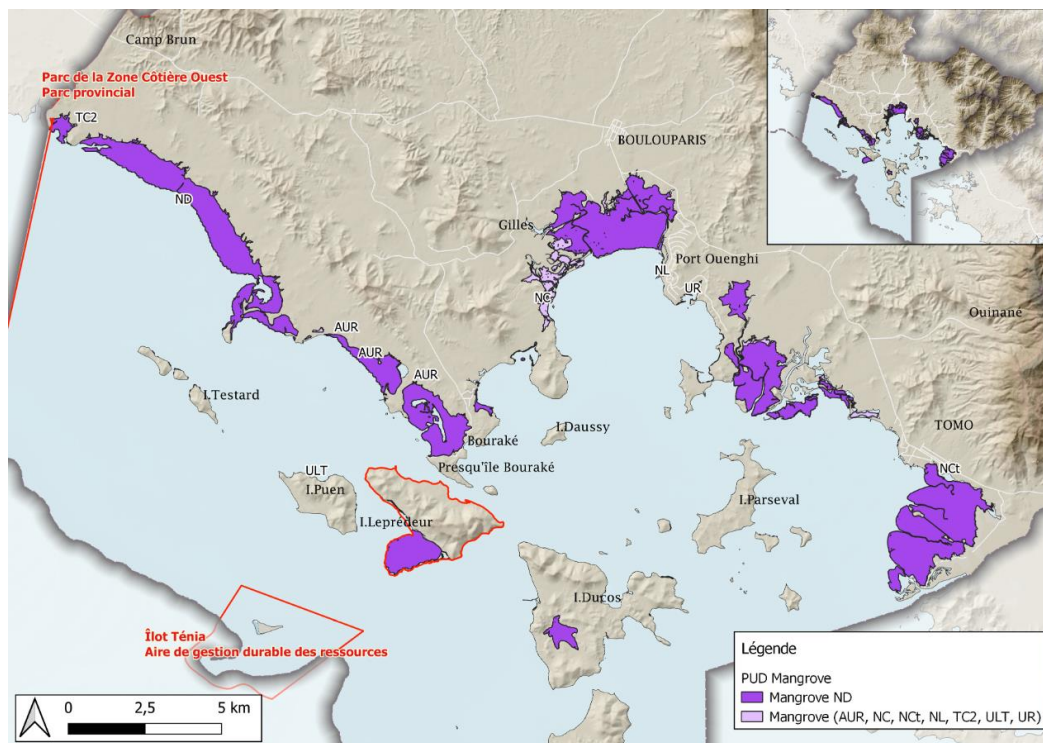 Camp Brun
Parc de la Zone Côtière Ouest
Parc provincial
TC2
BOULOUPARIS
ND
Gilles
Port Ouenghi
NL
UR
NC
Ouinané
AUR
AUR
AUR
I.Testard
I.Daussy
TOMO
Bouraké
Presqu'île Bouraké
NCt
ULT
I.Puen
I.Leprédeur
I.Parseval
I.Ducos
Îlot Ténia
Aire de gestion durable des ressources
0 2,5 5 km
Légende
PUD Mangrove
Mangrove ND
Mangrove (AUR, NC, NCt, NL, TC2, ULT, UR)